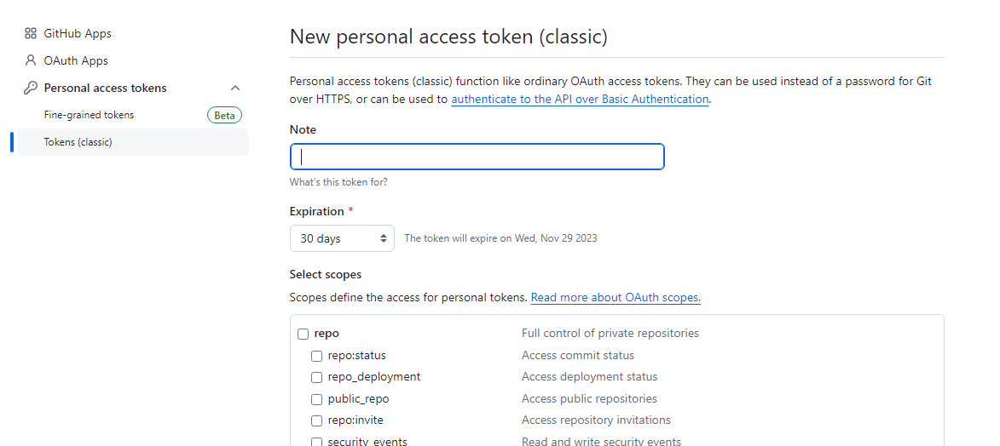 GitHub Apps
OAuth Apps
Personal access tokens
Fine-grained tokens
Beta
Tokens (classic)
New personal access token (classic)
Personal access tokens (classic) function like ordinary OAuth access tokens. They can be used instead of a password for Git
over HTTPS, or can be used to authenticate to the API over Basic Authentication.
Note
What's this token for?
Expiration *
30 days
The token will expire on Wed, Nov 29 2023
Select scopes
Scopes define the access for personal tokens. Read more about OAuth scopes.
repo Full control of private repositories
repo:status Access commit status
repo_deployment Access deployment status
public_repo Access public repositories
repo:invite Access repository invitations
security_events Read and write security events